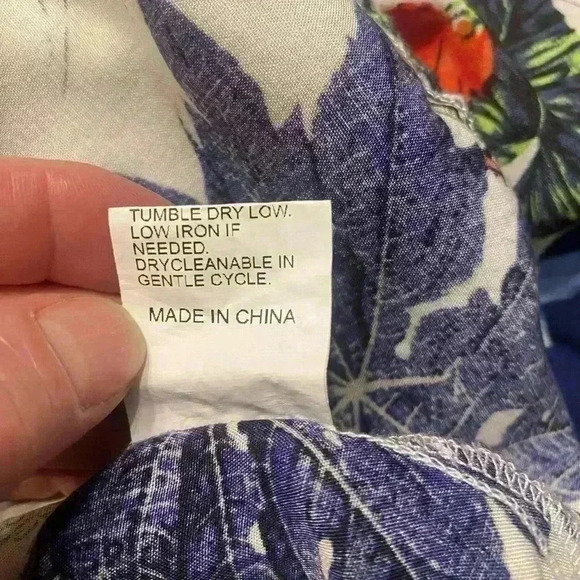 TUMBLE DRY LOW.
LOW IRON IF
NEEDED.
DRYCLEANABLE IN
GENTLE CYCLE.
MADE IN CHINA